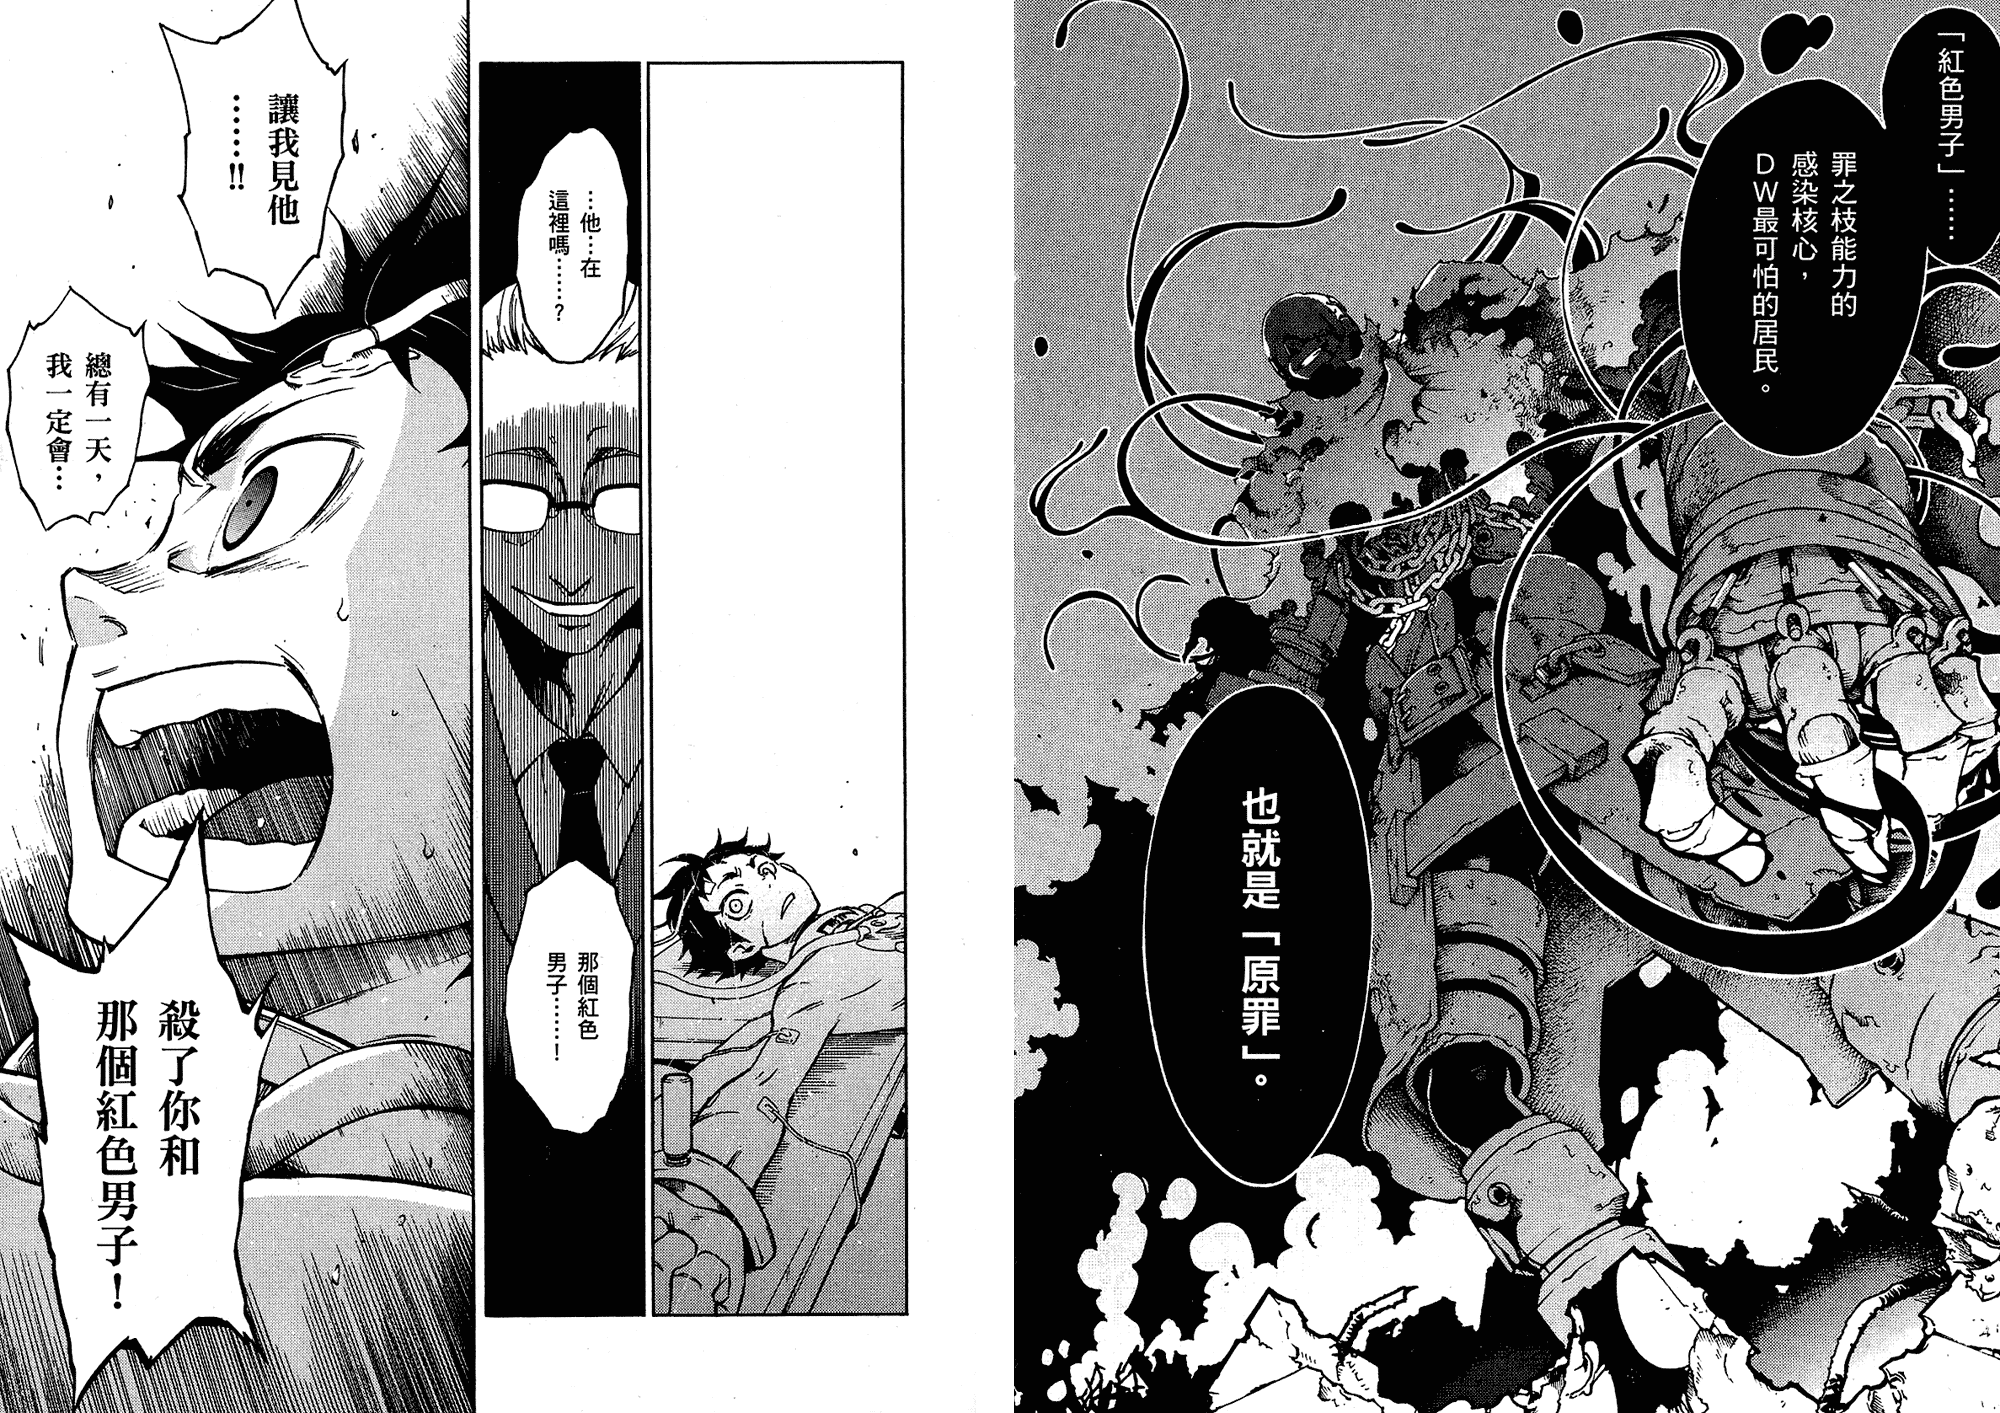 「紅色男子」……
罪之枝能力的
感染核心，
DW最可怕的居民。
也就是「原罪」。
…他…在
這裡嗎……？
那個紅色
男子……！
讓我見他
……!!
總有一天，
我一定會…
殺了你和
那個紅色男子！